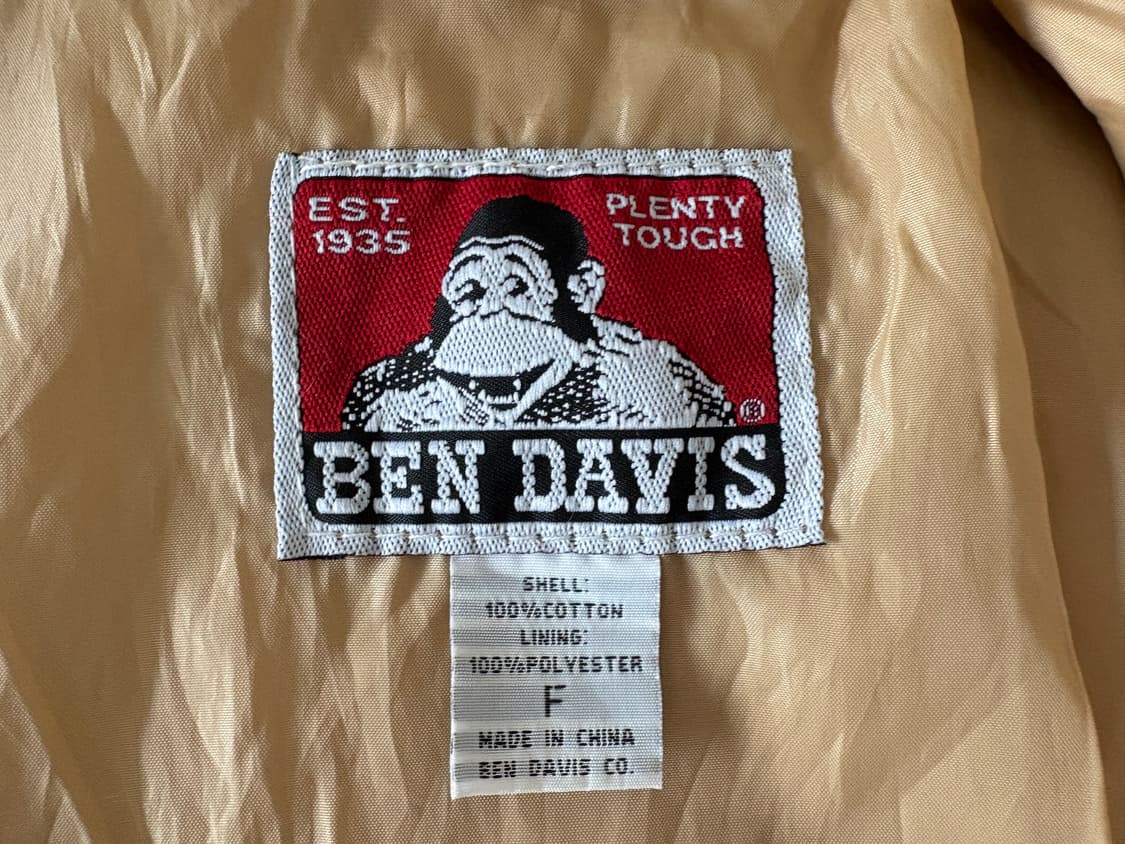 EST.
1935
PLENTY
TOUGH
®
BEN DAVIS
SHELL:
100%COTTON
LINING:
100%POLYESTER
F
MADE IN CHINA
BEN DAVIS CO.